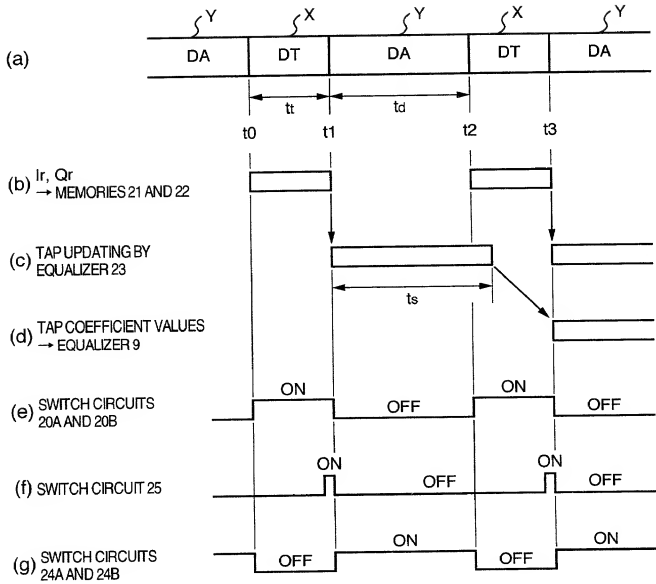 Y X Y X Y
(a) DA DT DA DT DA
tt td
t0 t1 t2 t3
(b) Ir, Qr
→ MEMORIES 21 AND 22
(c) TAP UPDATING BY
EQUALIZER 23
ts
(d) TAP COEFFICIENT VALUES
→ EQUALIZER 9
ON ON
(e) SWITCH CIRCUITS
20A AND 20B
OFF OFF
ON ON
(f) SWITCH CIRCUIT 25
OFF OFF
ON ON
(g) SWITCH CIRCUITS
24A AND 24B
OFF OFF